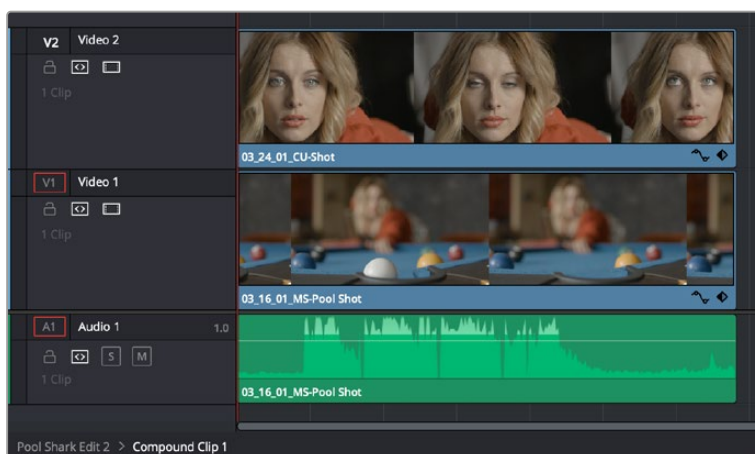 V2 Video 2
1 Clip
03_24_01_CU-Shot
V1 Video 1
1 Clip
03_16_01_MS-Pool Shot
A1 Audio 1 1.0
S M
1 Clip
03_16_01_MS-Pool Shot
Pool Shark Edit 2 > Compound Clip 1